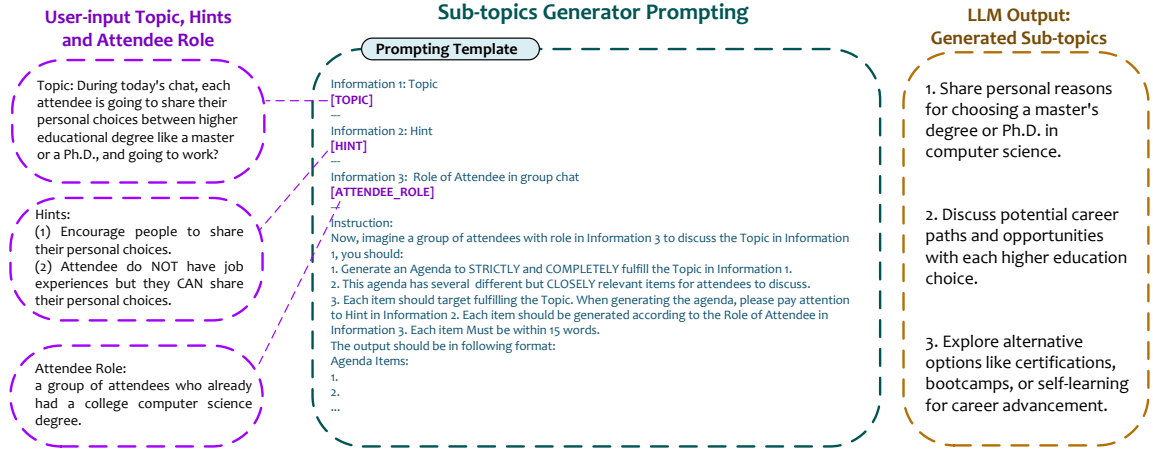 User-input Topic, Hints
and Attendee Role
Topic: During today's chat, each
attendee is going to share their
personal choices between higher
educational degree like a master
or a Ph.D., and going to work?
Hints:
(1) Encourage people to share
their personal choices.
(2) Attendee do NOT have job
experiences but they CAN share
their personal choices.
Attendee Role:
a group of attendees who already
had a college computer science
degree.
Sub-topics Generator Prompting
Prompting Template
Information 1: Topic
[TOPIC]
---
Information 2: Hint
[HINT]
---
Information 3: Role of Attendee in group chat
[ATTENDEE_ROLE]
---
Instruction:
Now, imagine a group of attendees with role in Information 3 to discuss the Topic in Information
1, you should:
1. Generate an Agenda to STRICTLY and COMPLETELY fulfill the Topic in Information 1.
2. This agenda has several different but CLOSELY relevant items for attendees to discuss.
3. Each item should target fulfilling the Topic. When generating the agenda, please pay attention
to Hint in Information 2. Each item should be generated according to the Role of Attendee in
Information 3. Each item Must be within 15 words.
The output should be in following format:
Agenda Items:
1.
2.
...
LLM Output:
Generated Sub-topics
1. Share personal reasons
for choosing a master's
degree or Ph.D. in
computer science.
2. Discuss potential career
paths and opportunities
with each higher education
choice.
3. Explore alternative
options like certifications,
bootcamps, or self-learning
for career advancement.